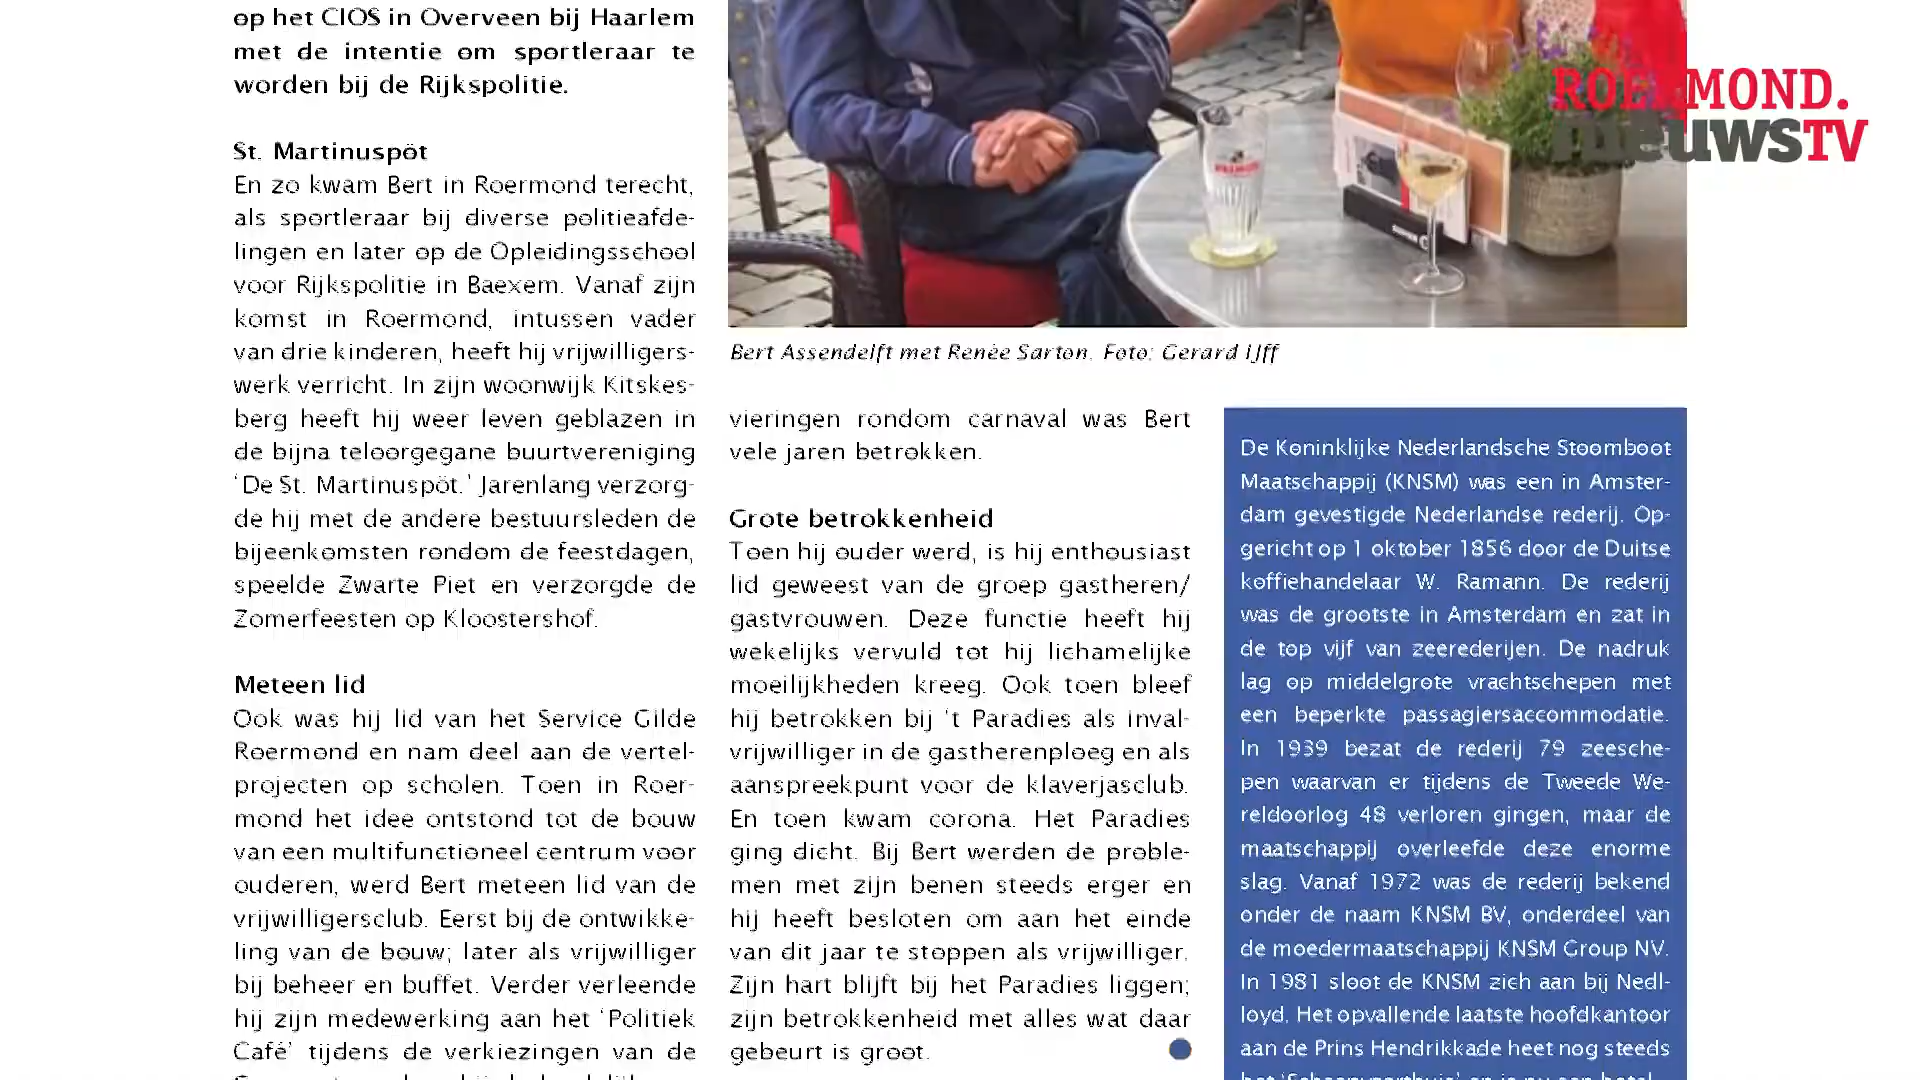 op het CIOS in Overveen bij Haarlem
met de intentie om sportleraar te
worden bij de Rijkspolitie.
St. Martinuspöt
En zo kwam Bert in Roermond terecht,
als sportleraar bij diverse politieafde-
lingen en later op de Opleidingsschool
voor Rijkspolitie in Baexem. Vanaf zijn
komst in Roermond, intussen vader
van drie kinderen, heeft hij vrijwilligers-
werk verricht. In zijn woonwijk Kitskes-
berg heeft hij weer leven geblazen in
de bijna teloorgegane buurtvereniging
‘De St. Martinuspöt.’ Jarenlang verzorg-
de hij met de andere bestuursleden de
bijeenkomsten rondom de feestdagen,
speelde Zwarte Piet en verzorgde de
Zomerfeesten op Kloostershof.
Meteen lid
Ook was hij lid van het Service Gilde
Roermond en nam deel aan de vertel-
projecten op scholen. Toen in Roer-
mond het idee ontstond tot de bouw
van een multifunctioneel centrum voor
ouderen, werd Bert meteen lid van de
vrijwilligersclub. Eerst bij de ontwikke-
ling van de bouw; later als vrijwilliger
bij beheer en buffet. Verder verleende
hij zijn medewerking aan het ‘Politiek
Café’ tijdens de verkiezingen van de
Bert Assendelft met Renée Sarton. Foto: Gerard IJff
vieringen rondom carnaval was Bert
vele jaren betrokken.
Grote betrokkenheid
Toen hij ouder werd, is hij enthousiast
lid geweest van de groep gastheren/
gastvrouwen. Deze functie heeft hij
wekelijks vervuld tot hij lichamelijke
moeilijkheden kreeg. Ook toen bleef
hij betrokken bij ’t Paradies als inval-
vrijwilliger in de gastherenploeg en als
aanspreekpunt voor de klaverjasclub.
En toen kwam corona. Het Paradies
ging dicht. Bij Bert werden de proble-
men met zijn benen steeds erger en
hij heeft besloten om aan het einde
van dit jaar te stoppen als vrijwilliger.
Zijn hart blijft bij het Paradies liggen;
zijn betrokkenheid met alles wat daar
gebeurt is groot.
De Koninklijke Nederlandsche Stoomboot
Maatschappij (KNSM) was een in Amster-
dam gevestigde Nederlandse rederij. Op-
gericht op 1 oktober 1856 door de Duitse
koffiehandelaar W. Ramann. De rederij
was de grootste in Amsterdam en zat in
de top vijf van zeerederijen. De nadruk
lag op middelgrote vrachtschepen met
een beperkte passagiersaccommodatie.
In 1939 bezat de rederij 79 zeesche-
pen waarvan er tijdens de Tweede We-
reldoorlog 48 verloren gingen, maar de
maatschappij overleefde deze enorme
slag. Vanaf 1972 was de rederij bekend
onder de naam KNSM BV, onderdeel van
de moedermaatschappij KNSM Group NV.
In 1981 sloot de KNSM zich aan bij Nedl-
loyd. Het opvallende laatste hoofdkantoor
aan de Prins Hendrikkade heet nog steeds
ROERMOND.
nieuwsTV